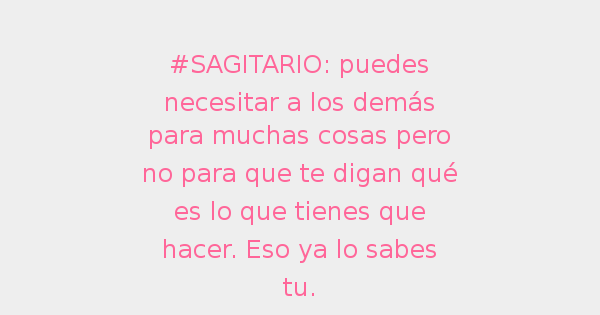 #SAGITARIO: puedes
necesitar a los demás
para muchas cosas pero
no para que te digan qué
es lo que tienes que
hacer. Eso ya lo sabes
tu.